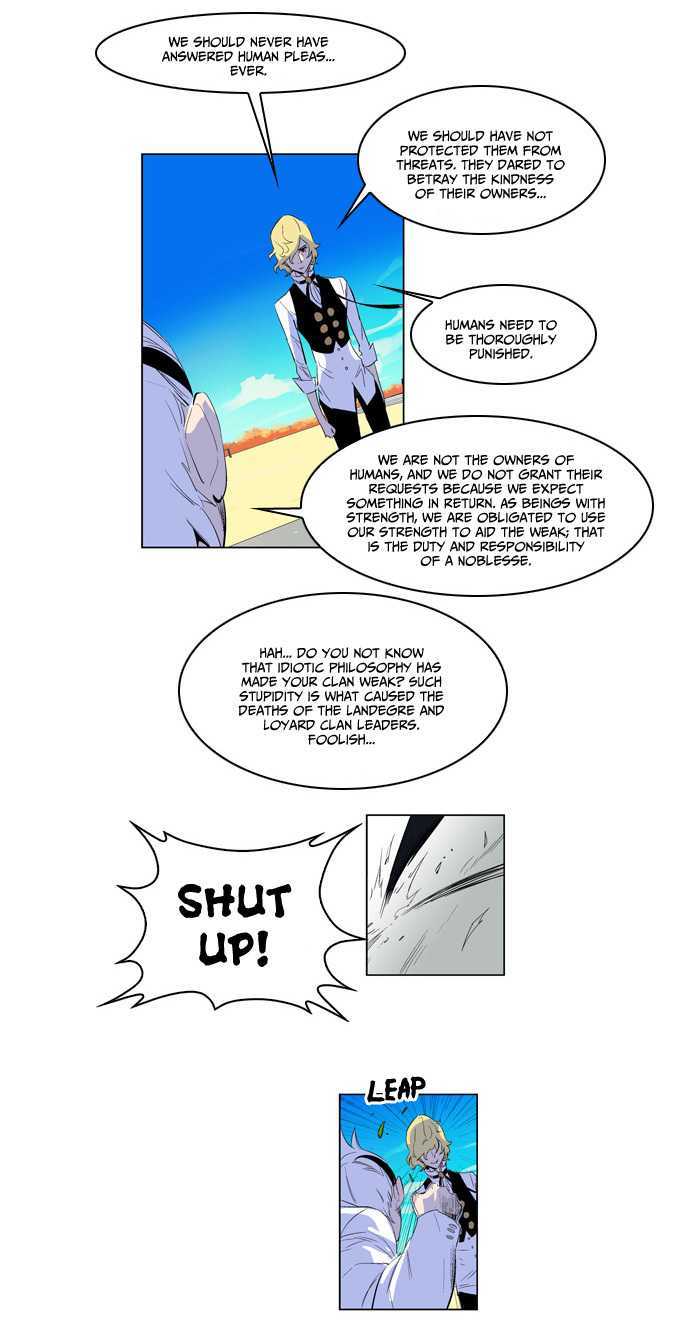 WE SHOULD NEVER HAVE
ANSWERED HUMAN PLEAS...
EVER.
WE SHOULD HAVE NOT
PROTECTED THEM FROM
THREATS. THEY DARED TO
BETRAY THE KINDNESS
OF THEIR OWNERS...
HUMANS NEED TO
BE THOROUGHLY
PUNISHED.
WE ARE NOT THE OWNERS OF
HUMANS, AND WE DO NOT GRANT THEIR
REQUESTS BECAUSE WE EXPECT
SOMETHING IN RETURN. AS BEINGS WITH
STRENGTH, WE ARE OBLIGATED TO USE
OUR STRENGTH TO AID THE WEAK; THAT
IS THE DUTY AND RESPONSIBILITY
OF A NOBLESSE.
HAH... DO YOU NOT KNOW
THAT IDIOTIC PHILOSOPHY HAS
MADE YOUR CLAN WEAK? SUCH
STUPIDITY IS WHAT CAUSED THE
DEATHS OF THE LANDEGRE AND
LOYARD CLAN LEADERS.
FOOLISH...
SHUT
UP!
LEAP